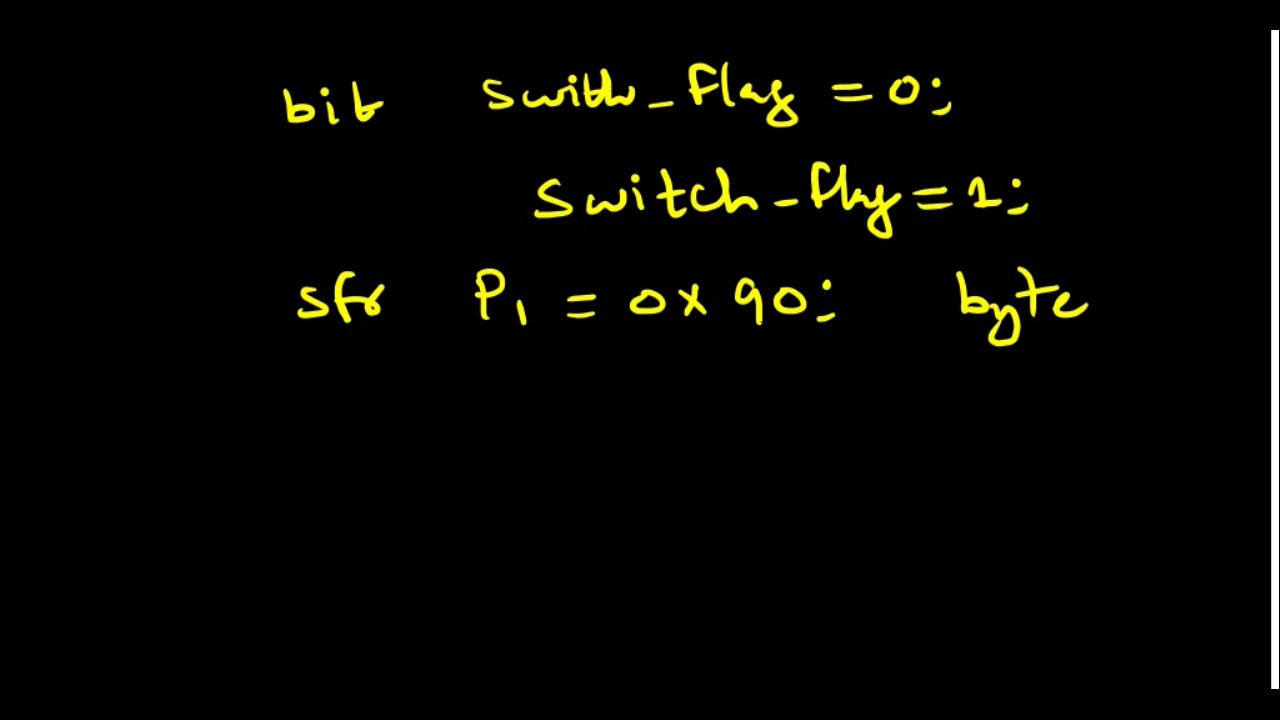 bit switch_flag = 0;
switch_flag = 1;
sfr P1 = 0x90; byte